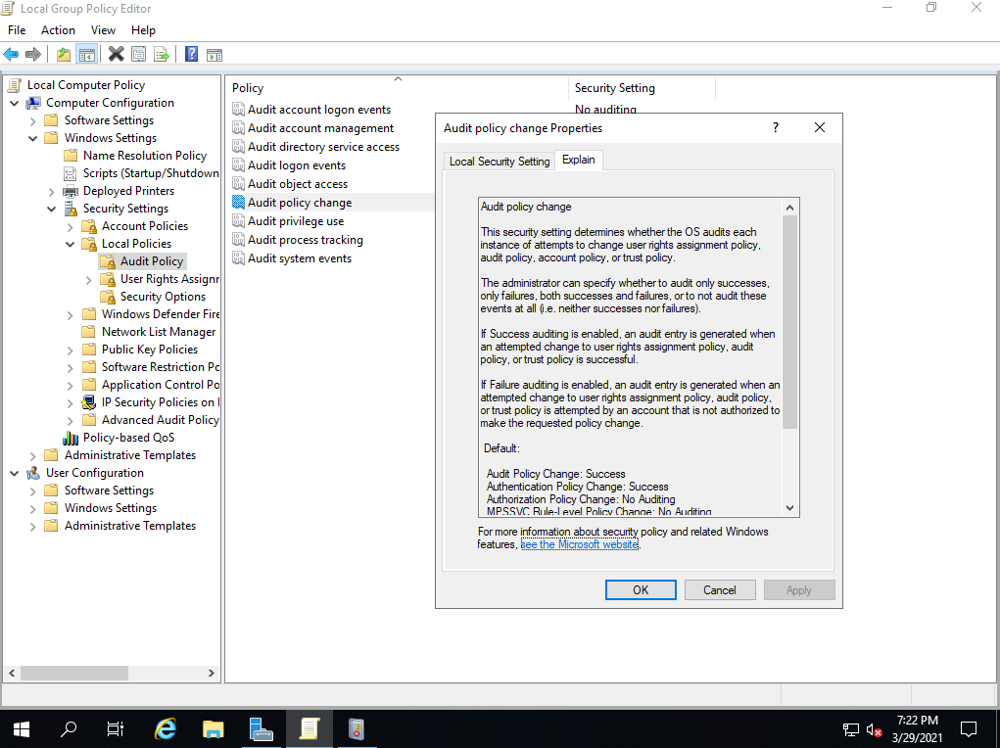 Local Group Policy Editor
File Action View Help
Local Computer Policy
Computer Configuration
Software Settings
Windows Settings
Name Resolution Policy
Scripts (Startup/Shutdown
Deployed Printers
Security Settings
Account Policies
Local Policies
Audit Policy
User Rights Assignr
Security Options
Windows Defender Fire
Network List Manager
Public Key Policies
Software Restriction Po
Application Control Po
IP Security Policies on
Advanced Audit Policy
Policy-based QoS
Administrative Templates
User Configuration
Software Settings
Windows Settings
Administrative Templates
Policy Security Setting
Audit account logon events No auditing
Audit account management
Audit directory service access
Audit logon events
Audit object access
Audit policy change
Audit privilege use
Audit process tracking
Audit system events
Audit policy change Properties
Local Security Setting Explain
Audit policy change
This security setting determines whether the OS audits each
instance of attempts to change user rights assignment policy,
audit policy, account policy, or trust policy.
The administrator can specify whether to audit only successes,
only failures, both successes and failures, or to not audit these
events at all (i.e. neither successes nor failures).
If Success auditing is enabled, an audit entry is generated when
an attempted change to user rights assignment policy, audit
policy, or trust policy is successful.
If Failure auditing is enabled, an audit entry is generated when an
attempted change to user rights assignment policy, audit policy,
or trust policy is attempted by an account that is not authorized to
make the requested policy change.
Default:
Audit Policy Change: Success
Authentication Policy Change: Success
Authorization Policy Change: No Auditing
MPSSVC Rule-Level Policy Change: No Auditing
For more information about security policy and related Windows
features, see the Microsoft website.
OK Cancel Apply
7:22 PM
3/29/2021